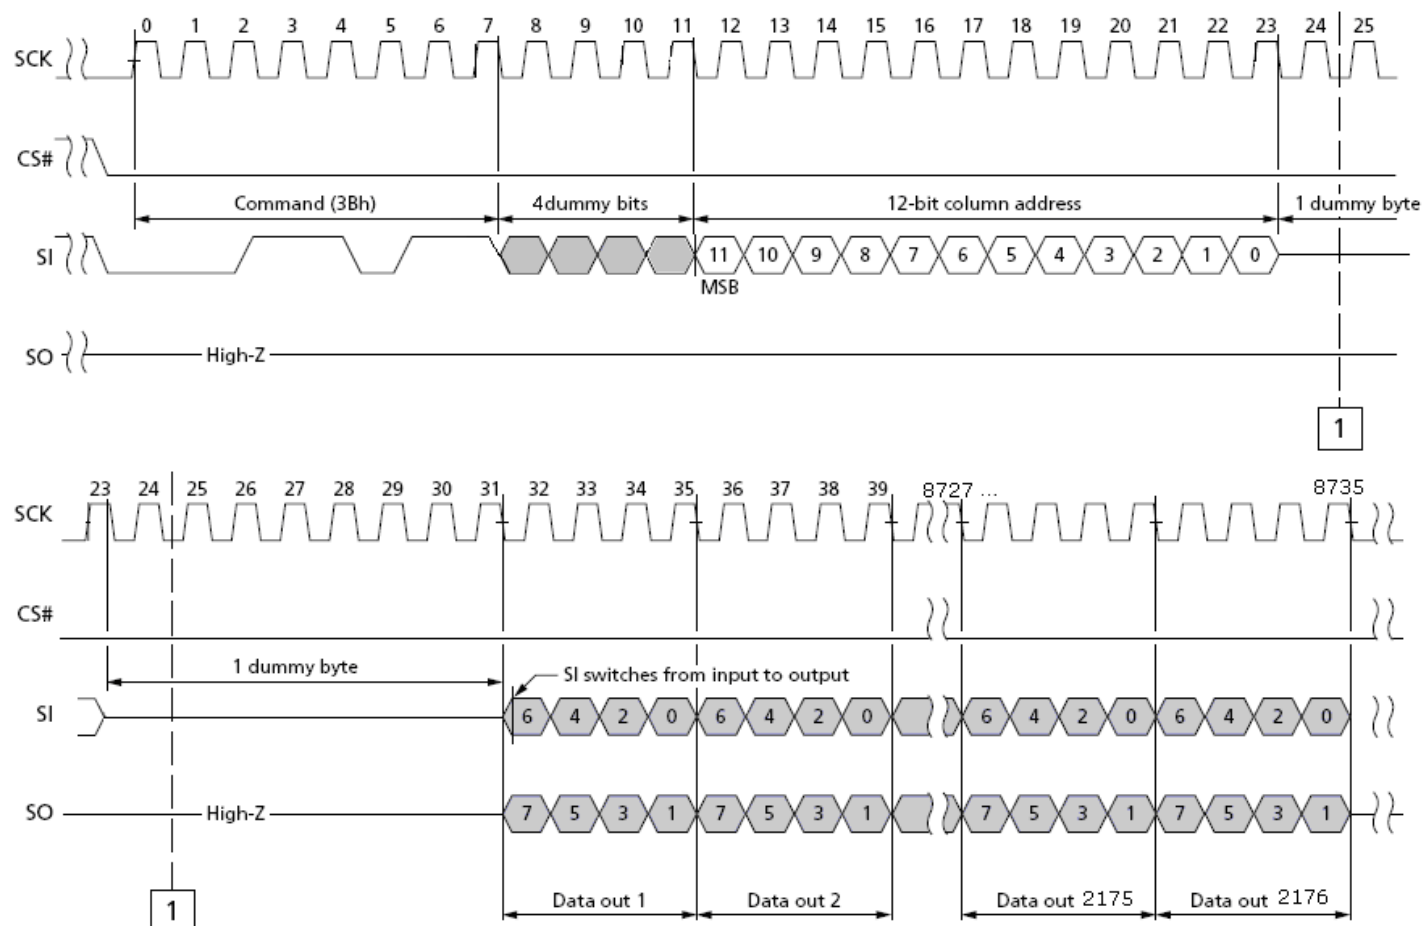 0 1 2 3 4 5 6 7 8 9 10 11 12 13 14 15 16 17 18 19 20 21 22 23 24 25
SCK
CS#
Command (3Bh) 4dummy bits 12-bit column address 1 dummy byte
SI 11 10 9 8 7 6 5 4 3 2 1 0
MSB
SO High-Z
1
23 24 25 26 27 28 29 30 31 32 33 34 35 36 37 38 39 8727 ... 8735
SCK
CS#
1 dummy byte SI switches from input to output
SI 6 4 2 0 6 4 2 0 6 4 2 0 6 4 2 0
SO High-Z 7 5 3 1 7 5 3 1 7 5 3 1 7 5 3 1
1 Data out 1 Data out 2 Data out 2175 Data out 2176